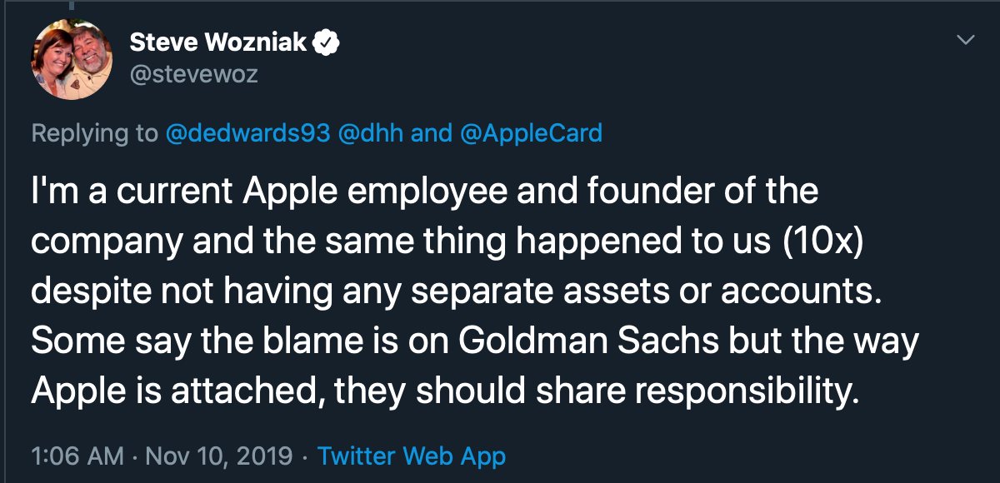 Steve Wozniak
@stevewoz
Replying to @dedwards93 @dhh and @AppleCard
I'm a current Apple employee and founder of the
company and the same thing happened to us (10x)
despite not having any separate assets or accounts.
Some say the blame is on Goldman Sachs but the way
Apple is attached, they should share responsibility.
1:06 AM · Nov 10, 2019 · Twitter Web App